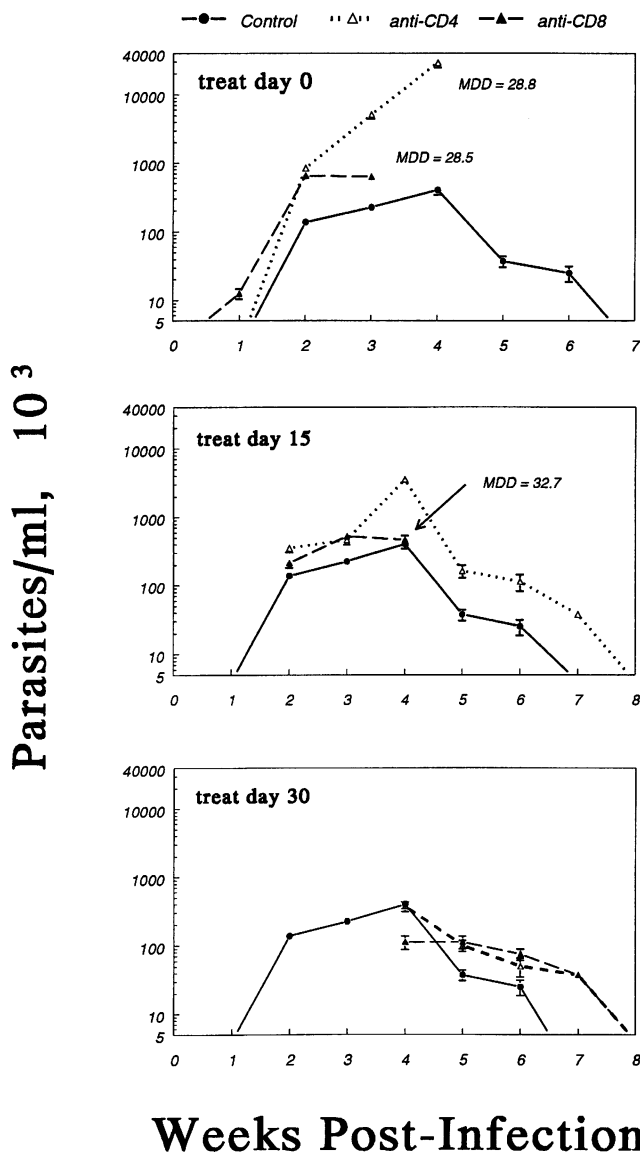 Control anti-CD4 anti-CD8
treat day 0
MDD = 28.8
MDD = 28.5
40000
1000
100
10
5
0 1 2 3 4 5 6 7
treat day 15
MDD = 32.7
40000
1000
100
10
5
0 1 2 3 4 5 6 7 8
treat day 30
40000
10000
1000
100
10
5
0 1 2 3 4 5 6 7 8
Parasites/ml, 10³
Weeks Post-Infection